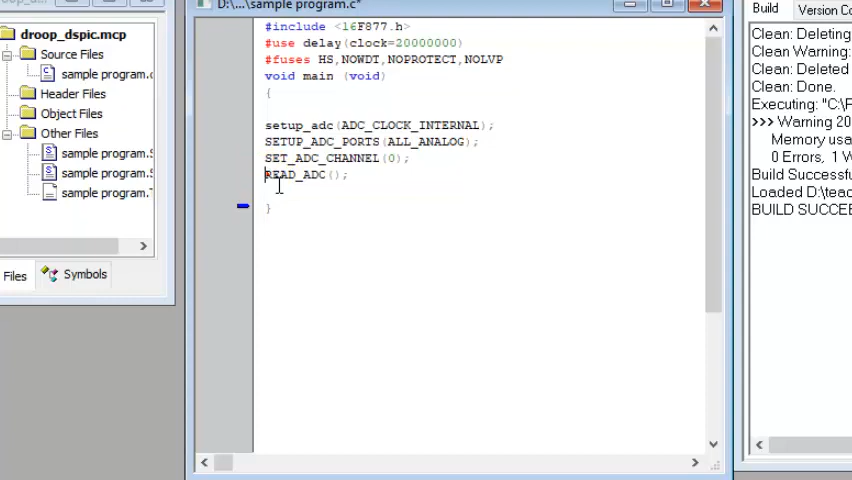 D:\...\sample program.c*
droop_dspic.mcp
Source Files
sample program.
Header Files
Object Files
Other Files
sample program.
sample program.
sample program.
Files
Symbols
#include <16F877.h>
#use delay(clock=20000000)
#fuses HS,NOWDT,NOPROTECT,NOLVP
void main (void)
{
setup_adc(ADC_CLOCK_INTERNAL);
SETUP_ADC_PORTS(ALL_ANALOG);
SET_ADC_CHANNEL(0);
READ_ADC();
}
Build
Version Co
Clean: Deleting
Clean Warning:
Clean: Deleted
Clean: Done.
Executing: "C:\P
>>> Warning 20
Memory usa
0 Errors, 1 W
Build Successfu
Loaded D:\teac
BUILD SUCCEE